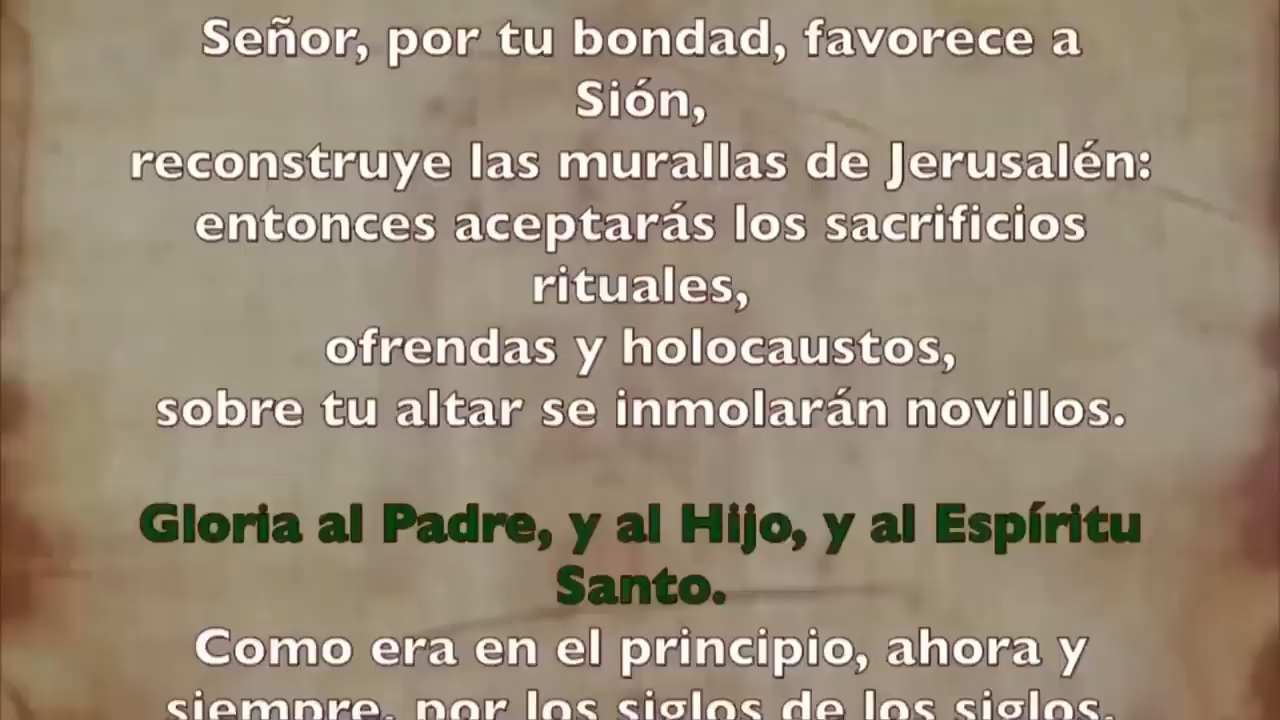 Señor, por tu bondad, favorece a
Sión,
reconstruye las murallas de Jerusalén:
entonces aceptarás los sacrificios
rituales,
ofrendas y holocaustos,
sobre tu altar se inmolarán novillos.
Gloria al Padre, y al Hijo, y al Espíritu
Santo.
Como era en el principio, ahora y
siempre, por los siglos de los siglos.